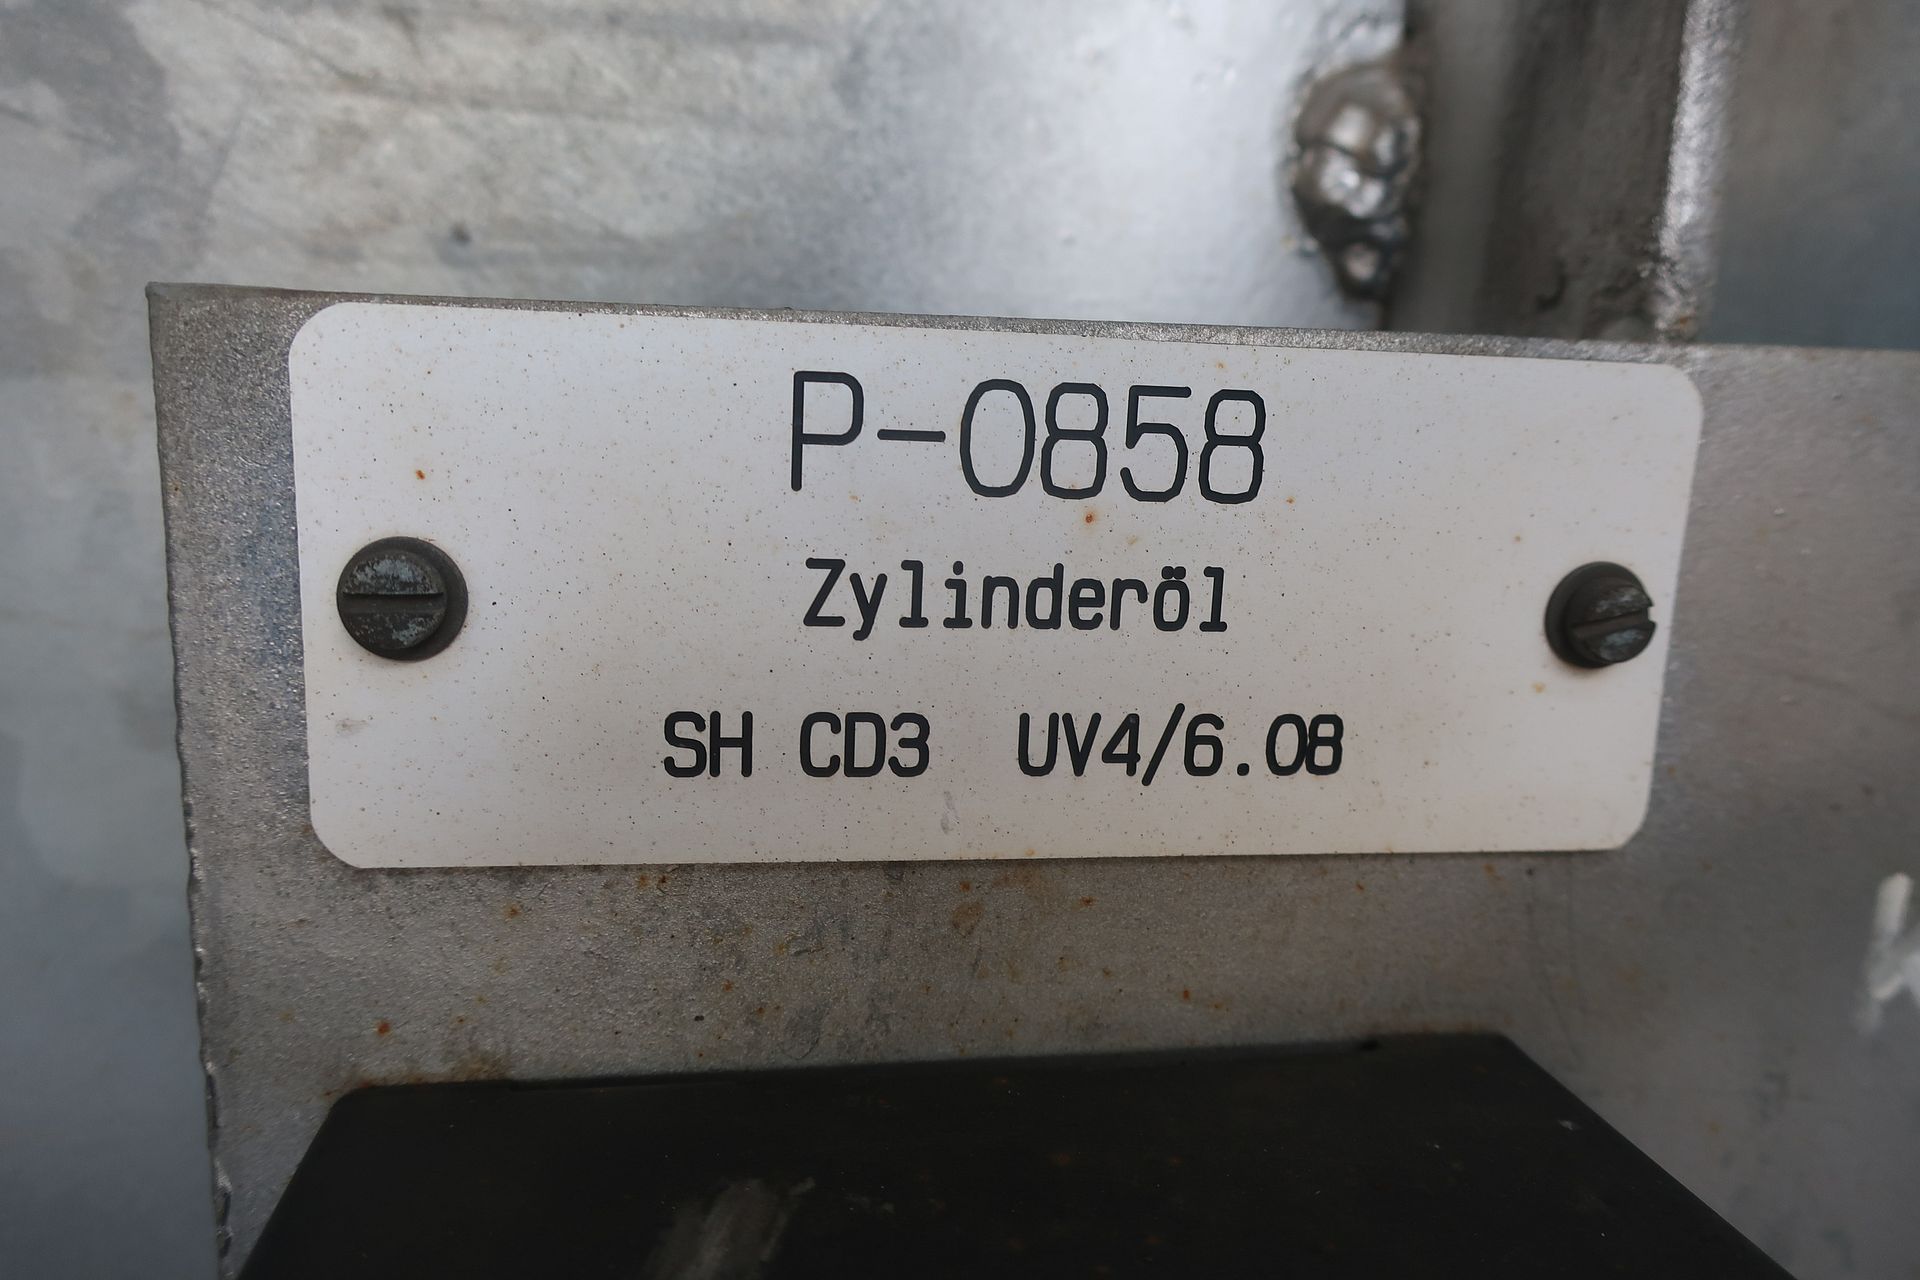 P-0858
Zylinderöl
SH CD3 UV4/6.08